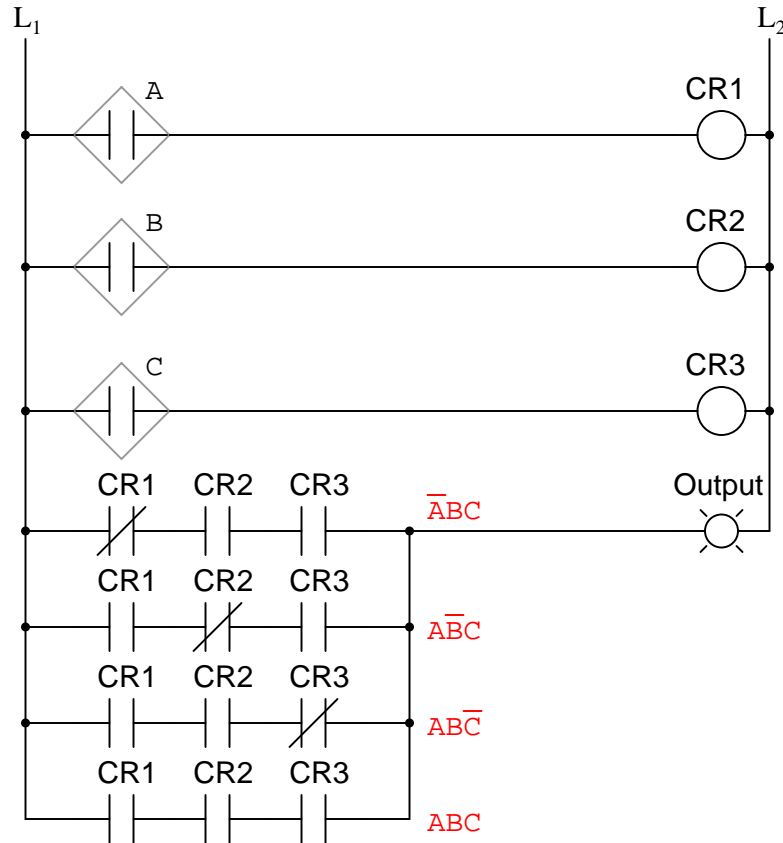 L₁ L₂
A CR1
B CR2
C CR3
CR1 CR2 CR3 A̅BC Output
CR1 CR2 CR3 AB̅C
CR1 CR2 CR3 ABC̅
CR1 CR2 CR3 ABC